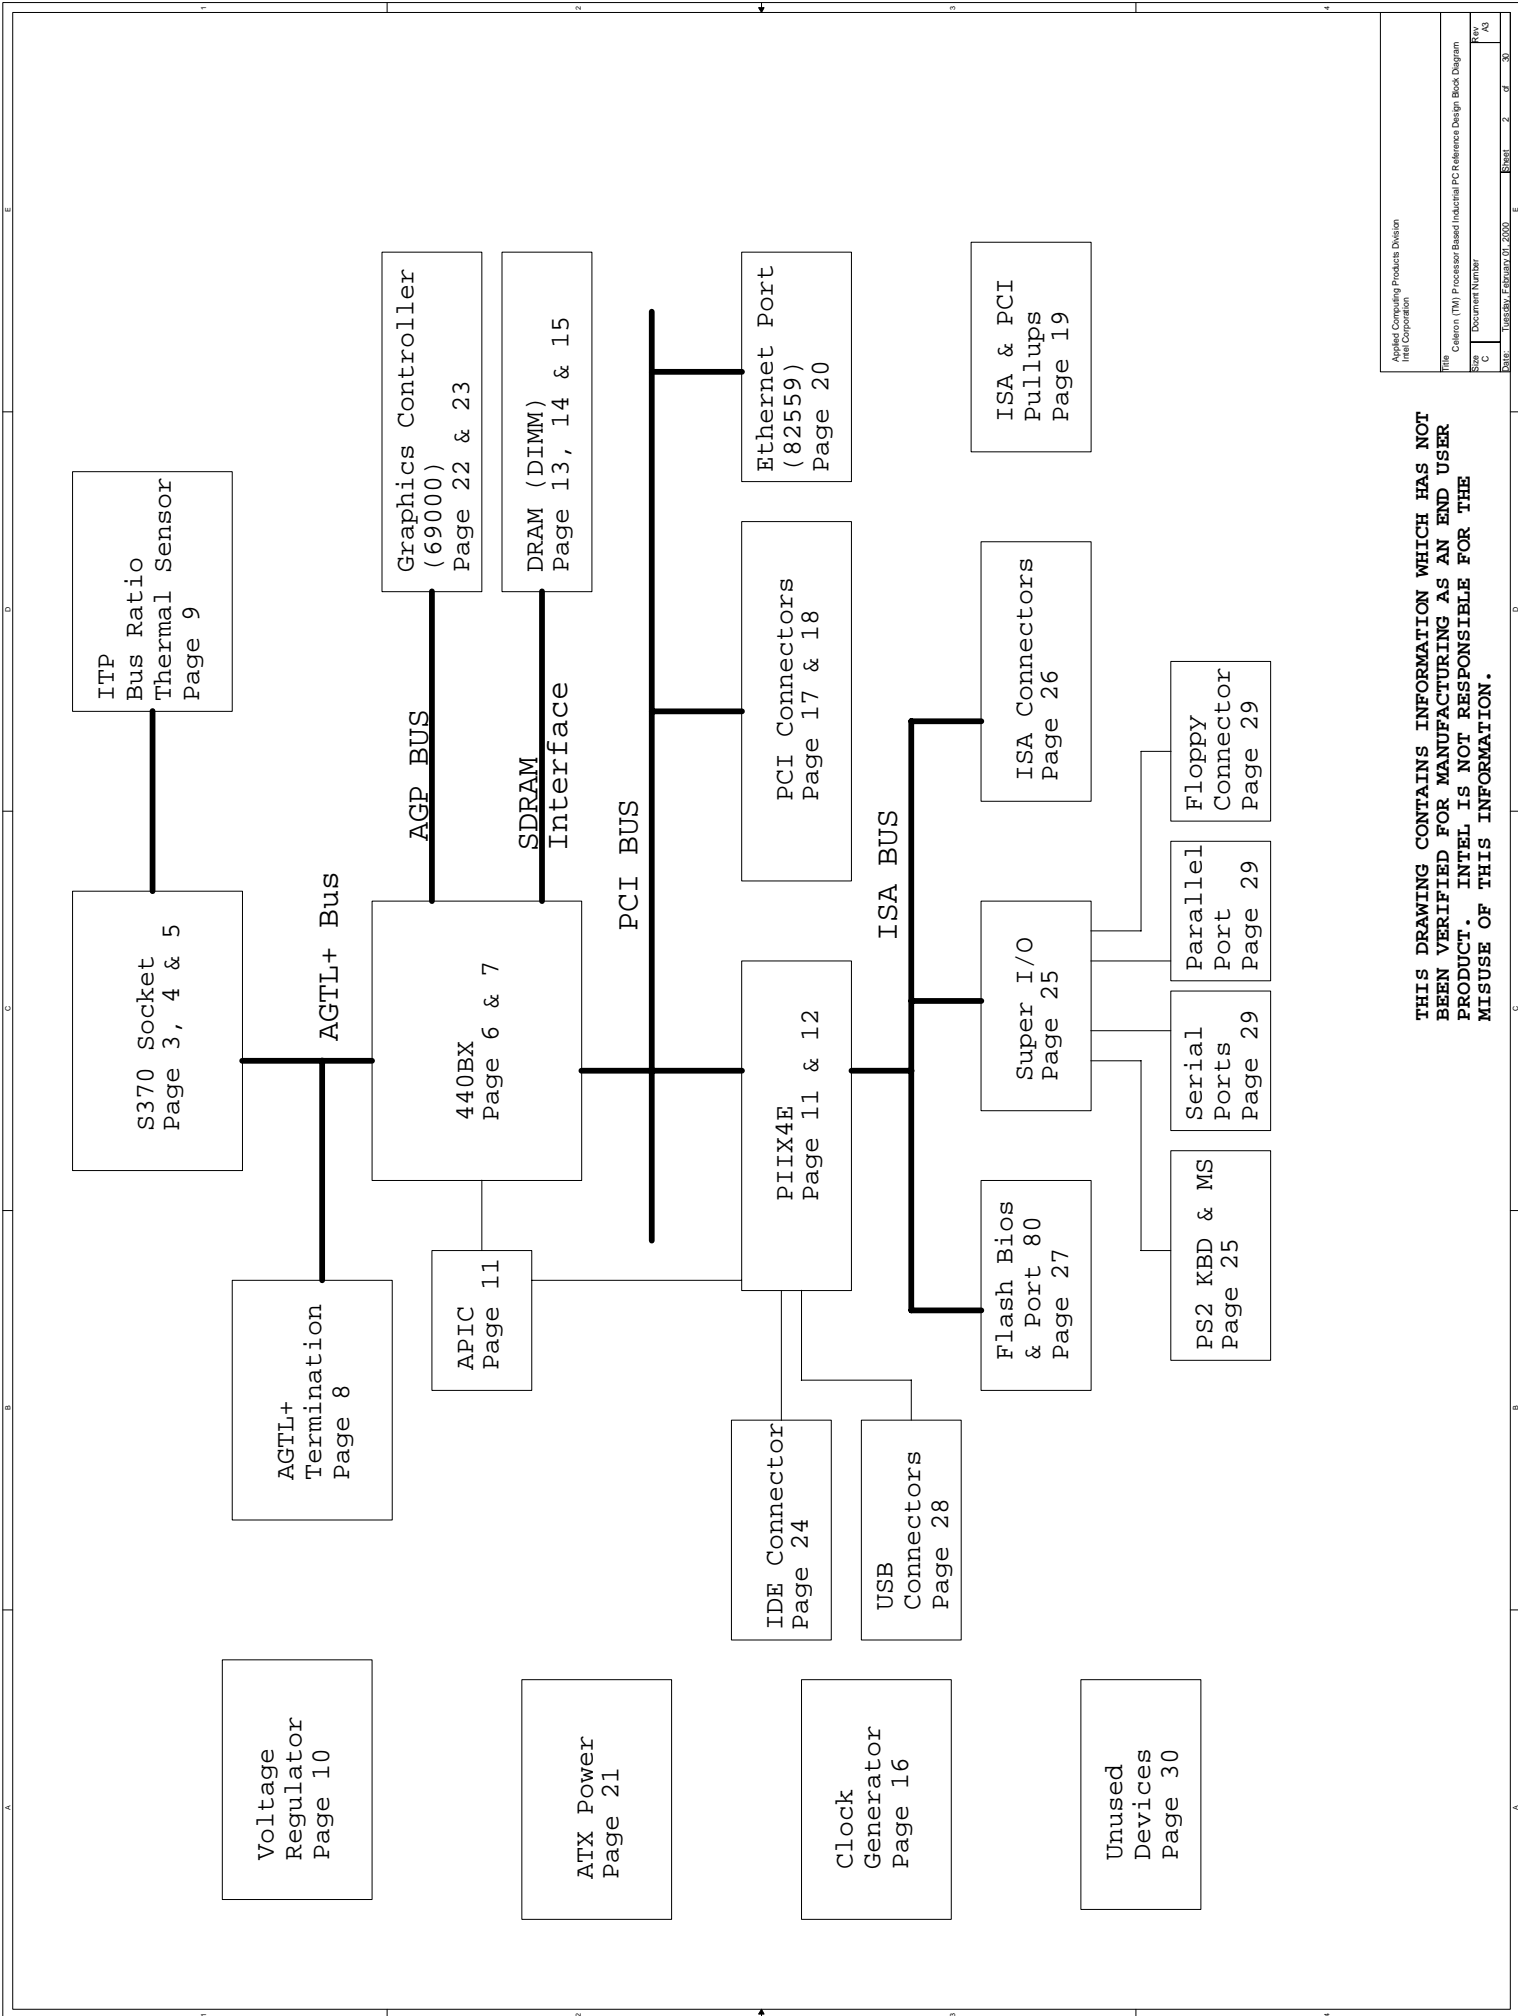 ITP
Bus Ratio
Thermal Sensor
Page 9
S370 Socket
Page 3, 4 & 5
AGTL+ Bus
AGTL+
Termination
Page 8
Voltage
Regulator
Page 10
Graphics Controller
(69000)
Page 22 & 23
AGP BUS
440BX
Page 6 & 7
APIC
Page 11
DRAM (DIMM)
Page 13, 14 & 15
SDRAM
Interface
ATX Power
Page 21
PCI BUS
IDE Connector
Page 24
PIIX4E
Page 11 & 12
PCI Connectors
Page 17 & 18
Ethernet Port
(82559)
Page 20
USB
Connectors
Page 28
Clock
Generator
Page 16
ISA BUS
Flash Bios
& Port 80
Page 27
Super I/O
Page 25
ISA Connectors
Page 26
ISA & PCI
Pullups
Page 19
Unused
Devices
Page 30
PS2 KBD & MS
Page 25
Serial
Ports
Page 29
Parallel
Port
Page 29
Floppy
Connector
Page 29
THIS DRAWING CONTAINS INFORMATION WHICH HAS NOT
BEEN VERIFIED FOR MANUFACTURING AS AN END USER
PRODUCT. INTEL IS NOT RESPONSIBLE FOR THE
MISUSE OF THIS INFORMATION.
Applied Computing Products Division
Intel Corporation
Title
Celeron (TM) Processor Based Industrial PC Reference Design Block Diagram
Size Document Number Rev
C A3
Date: Tuesday, February 01, 2000 Sheet 2 of 30
A B C D E
A B C D E
1 2 3 4
1 2 3 4